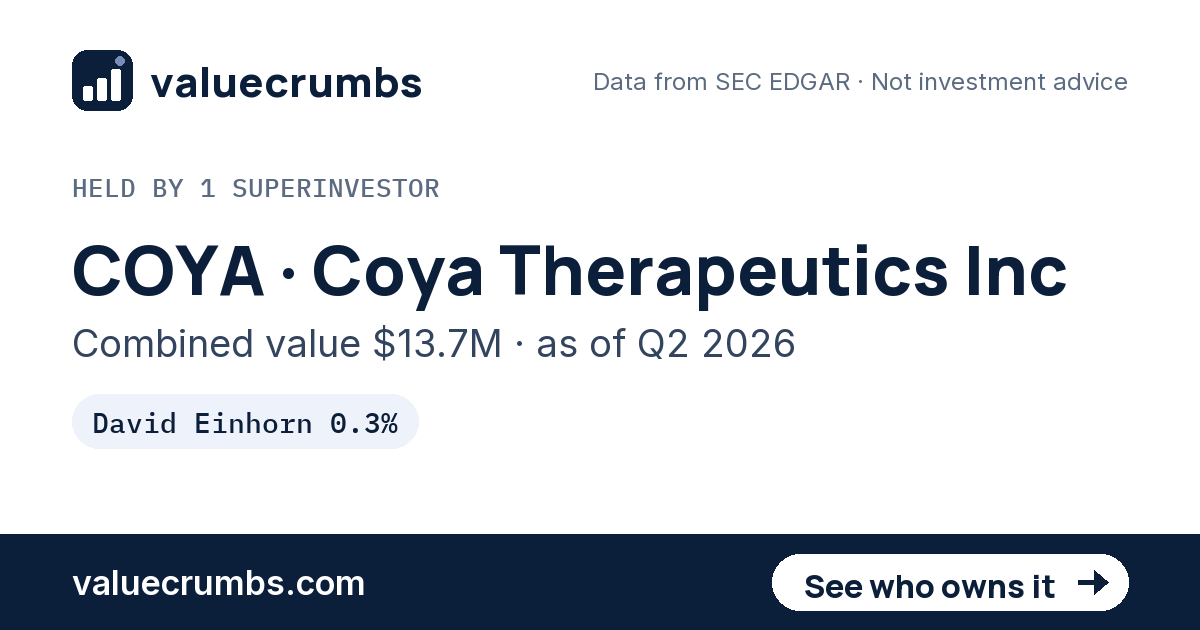 valuecrumbs
Data from SEC EDGAR · Not investment advice
HELD BY 1 SUPERINVESTOR
COYA · Coya Therapeutics Inc
Combined value $13.7M · as of Q2 2026
David Einhorn 0.3%
valuecrumbs.com
See who owns it →